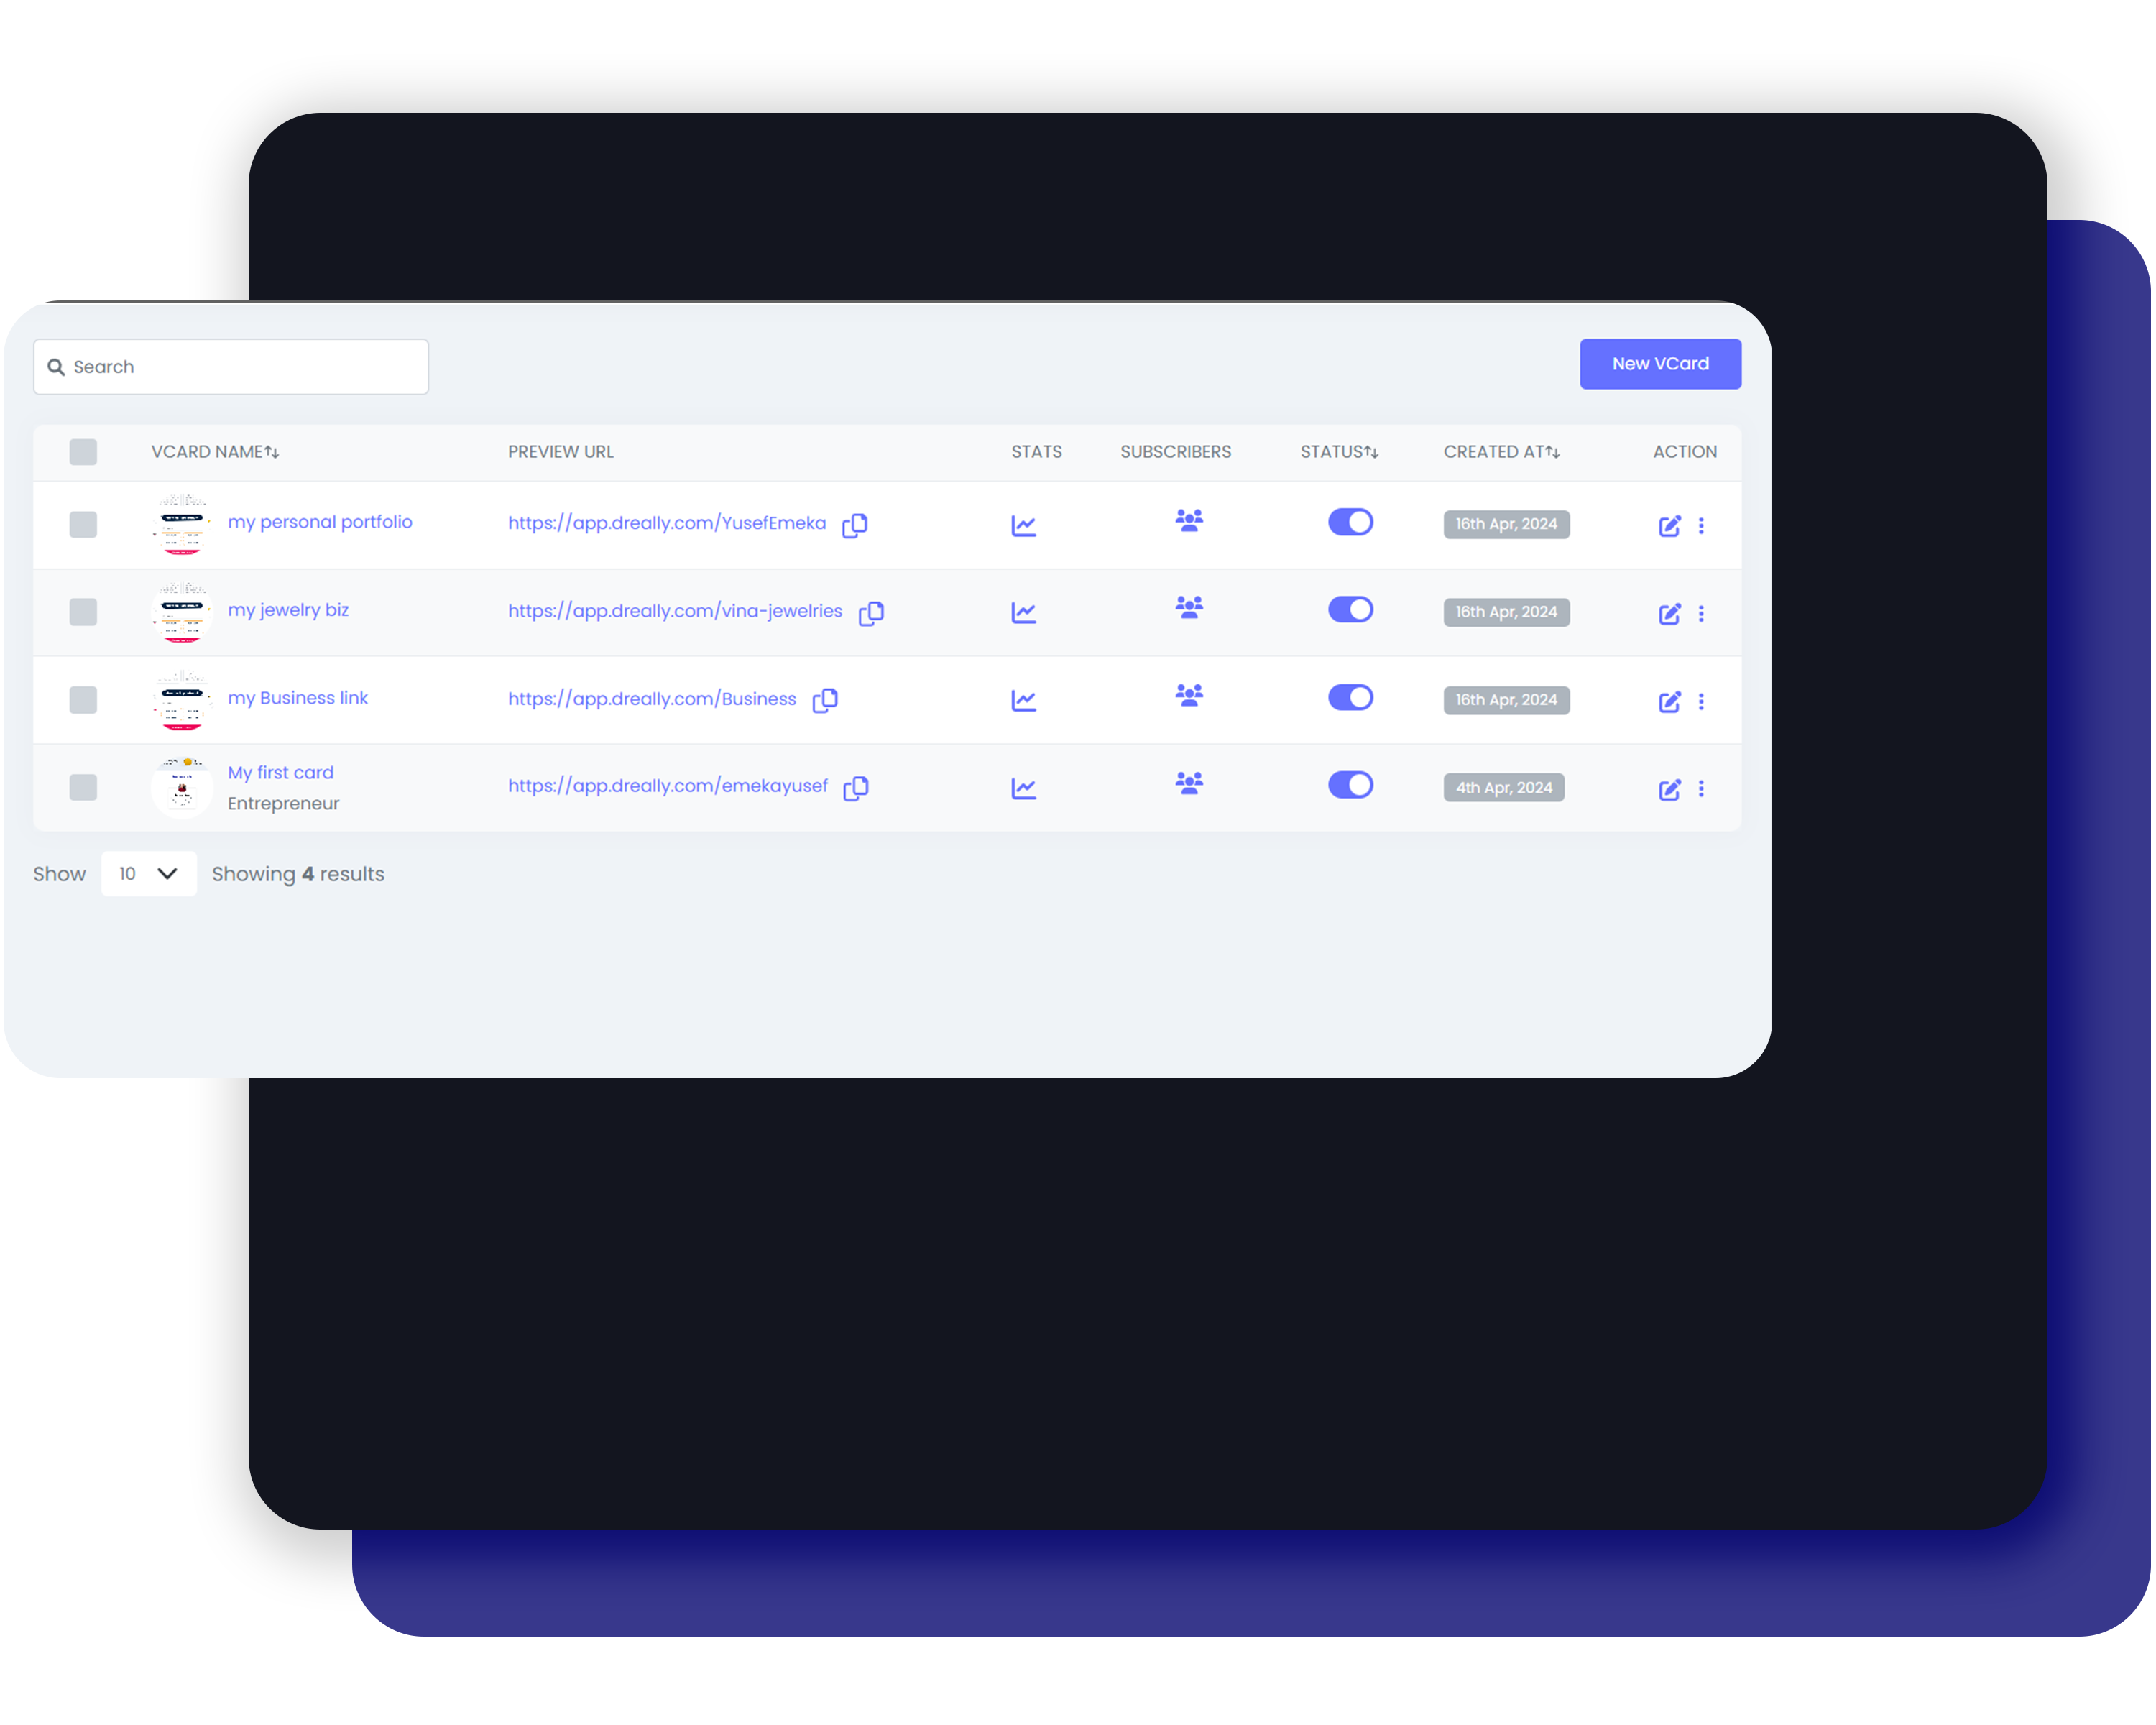 Search
New VCard
VCARD NAME PREVIEW URL STATS SUBSCRIBERS STATUS CREATED AT ACTION
my personal portfolio https://app.dreally.com/YusefEmeka 16th Apr, 2024
my jewelry biz https://app.dreally.com/vina-jewelries 16th Apr, 2024
my Business link https://app.dreally.com/Business 16th Apr, 2024
My first card
Entrepreneur
https://app.dreally.com/emekayusef 4th Apr, 2024
Show 10 Showing 4 results